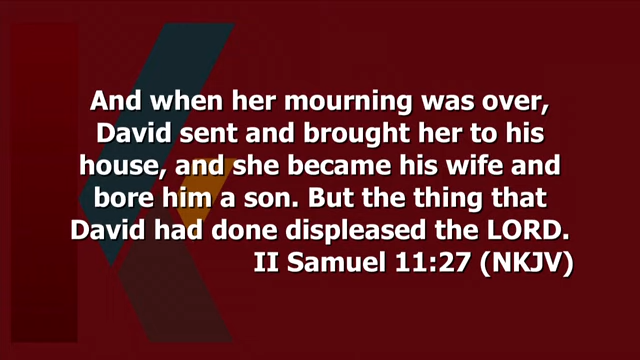 And when her mourning was over,
David sent and brought her to his
house, and she became his wife and
bore him a son. But the thing that
David had done displeased the LORD.
II Samuel 11:27 (NKJV)